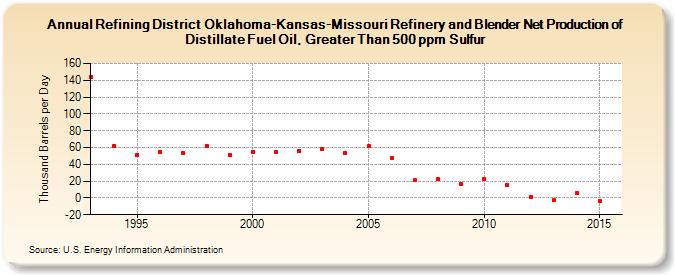 Annual Refining District Oklahoma-Kansas-Missouri Refinery and Blender Net Production of
Distillate Fuel Oil, Greater Than 500 ppm Sulfur
Thousand Barrels per Day
160
140
120
100
80
60
40
20
0
-20
1995 2000 2005 2010 2015
Source: U.S. Energy Information Administration